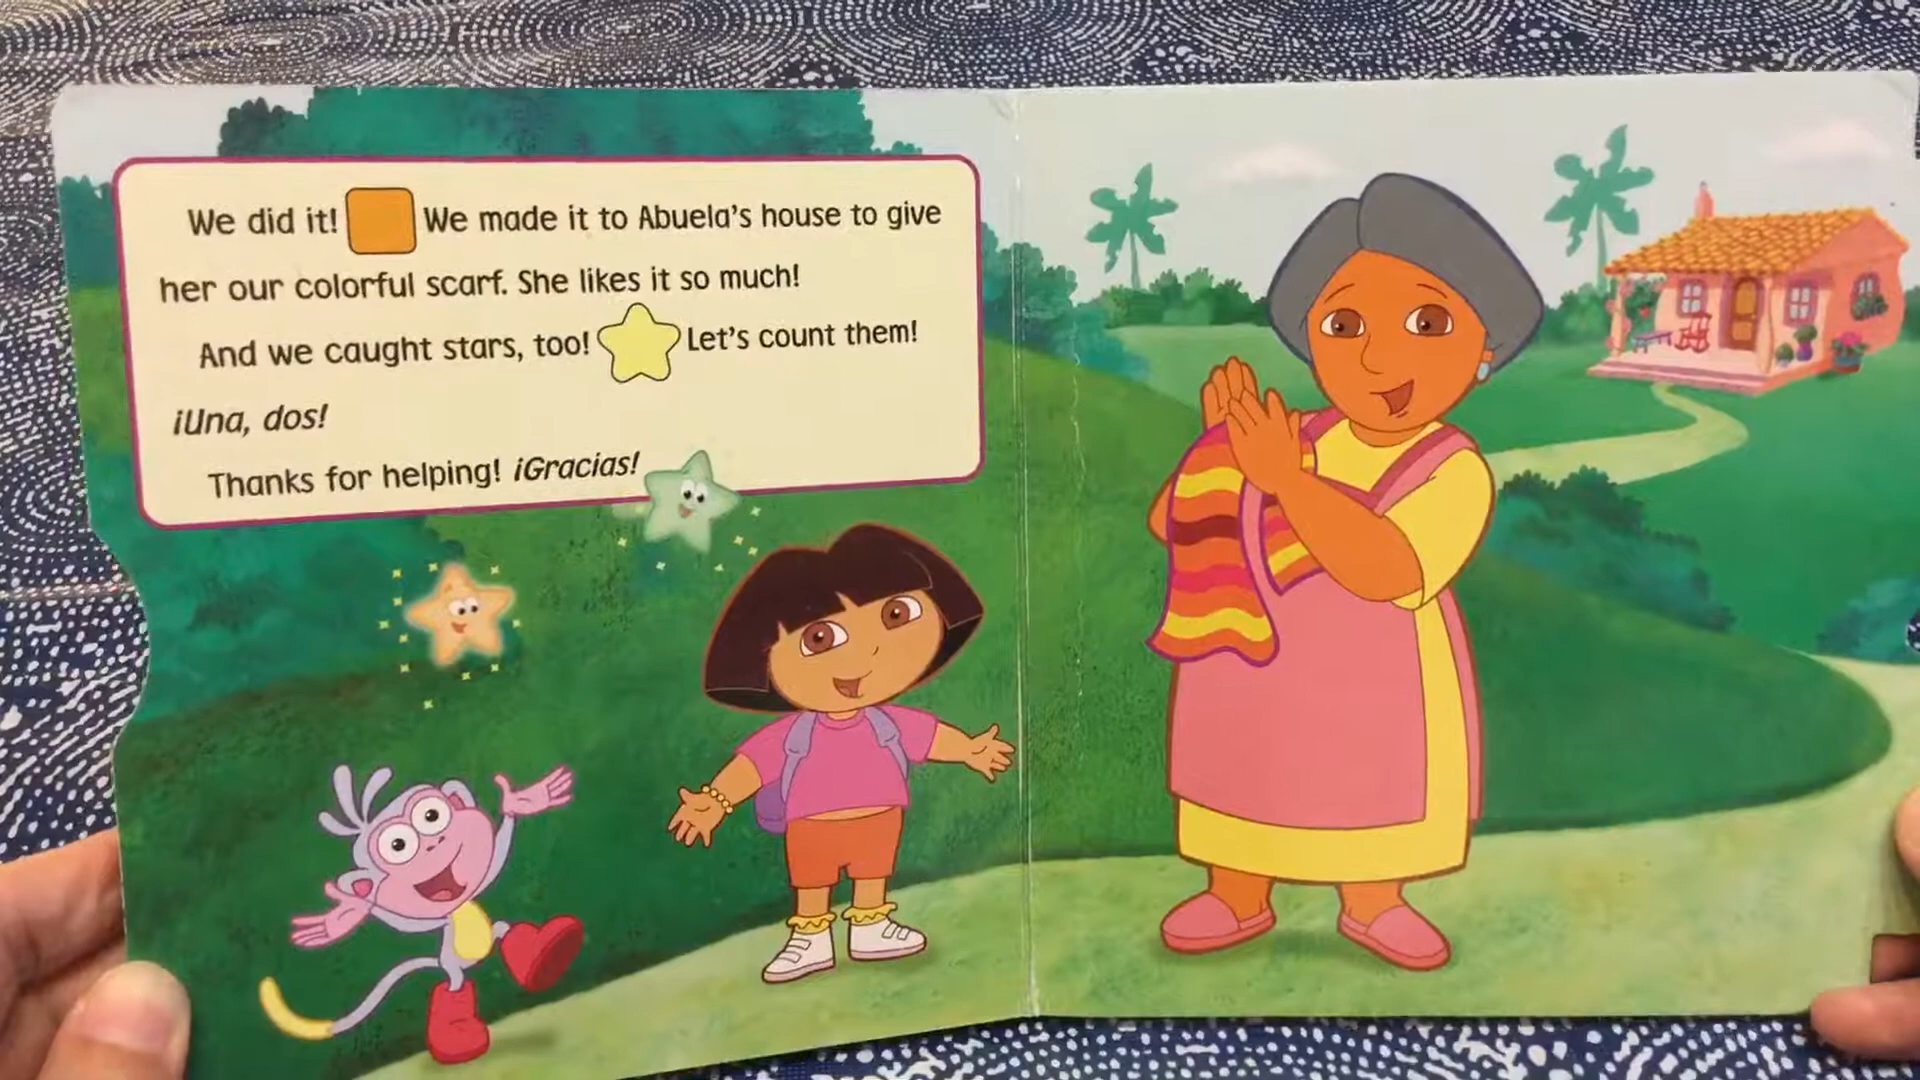 We did it! We made it to Abuela's house to give
her our colorful scarf. She likes it so much!
And we caught stars, too! Let's count them!
¡Una, dos!
Thanks for helping! ¡Gracias!